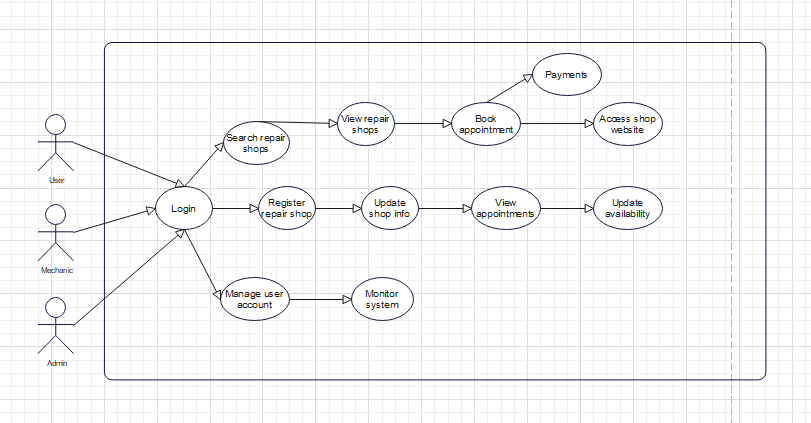 Payments
User
Search repair
shops
View repair
shops
Book
appointment
Access shop
website
Mechanic
Login
Register
repair shop
Update
shop info
View
appointments
Update
availability
Admin
Manage user
account
Monitor
system